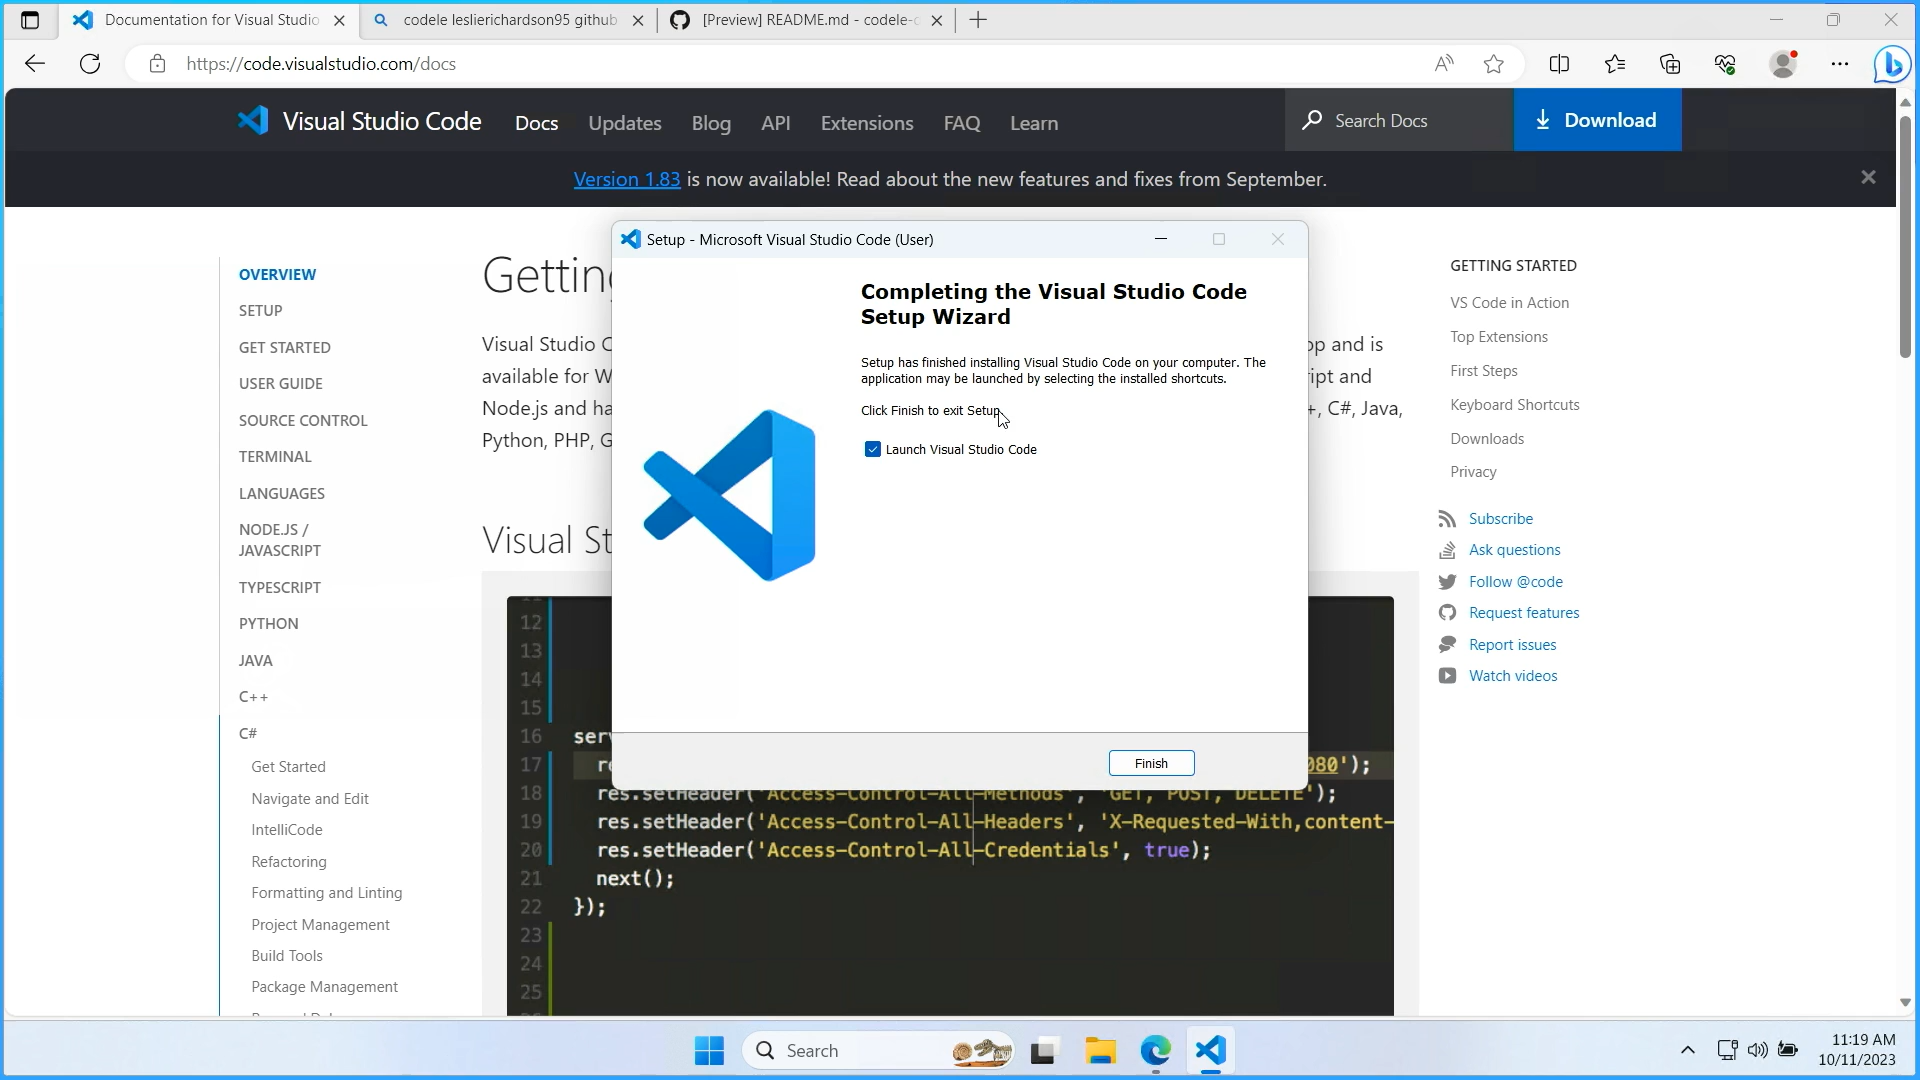 Documentation for Visual Studio
codele leslierichardson95 github
[Preview] README.md - codele-c
https://code.visualstudio.com/docs
Visual Studio Code
Docs
Updates
Blog
API
Extensions
FAQ
Learn
Search Docs
Download
Version 1.83 is now available! Read about the new features and fixes from September.
Setup - Microsoft Visual Studio Code (User)
Completing the Visual Studio Code
Setup Wizard
Setup has finished installing Visual Studio Code on your computer. The
application may be launched by selecting the installed shortcuts.
Click Finish to exit Setup.
Launch Visual Studio Code
Finish
OVERVIEW
SETUP
GET STARTED
USER GUIDE
SOURCE CONTROL
TERMINAL
LANGUAGES
NODE.JS /
JAVASCRIPT
TYPESCRIPT
PYTHON
JAVA
C++
C#
Get Started
Navigate and Edit
IntelliCode
Refactoring
Formatting and Linting
Project Management
Build Tools
Package Management
Getting
Visual Studio C
op and is
available for W
ipt and
Node.js and ha
+, C#, Java,
Python, PHP, G
Visual St
12
13
14
15
16 serv
17 re 080');
18 res.setHeader('Access-Control-All-Methods', 'GET, POST, DELETE');
19 res.setHeader('Access-Control-All-Headers', 'X-Requested-With,content-
20 res.setHeader('Access-Control-All-Credentials', true);
21 next();
22 });
23
24
25
GETTING STARTED
VS Code in Action
Top Extensions
First Steps
Keyboard Shortcuts
Downloads
Privacy
Subscribe
Ask questions
Follow @code
Request features
Report issues
Watch videos
Search
11:19 AM
10/11/2023